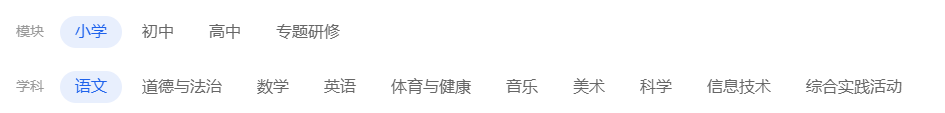 模块 小学 初中 高中 专题研修
学科 语文 道德与法治 数学 英语 体育与健康 音乐 美术 科学 信息技术 综合实践活动